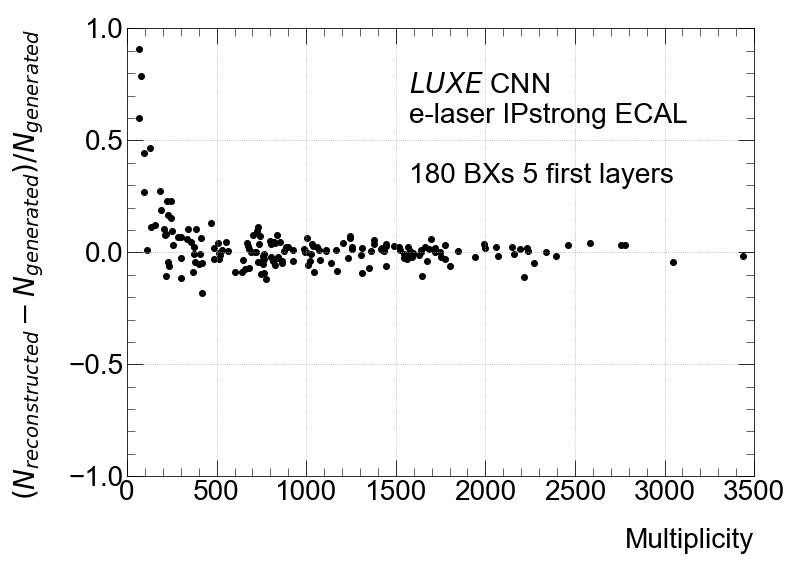 1.0
LUXE CNN
e-laser IPstrong ECAL
0.5
180 BXs 5 first layers
0.0
−0.5
−1.0
(N_reconstructed − N_generated)/N_generated
0 500 1000 1500 2000 2500 3000 3500
Multiplicity